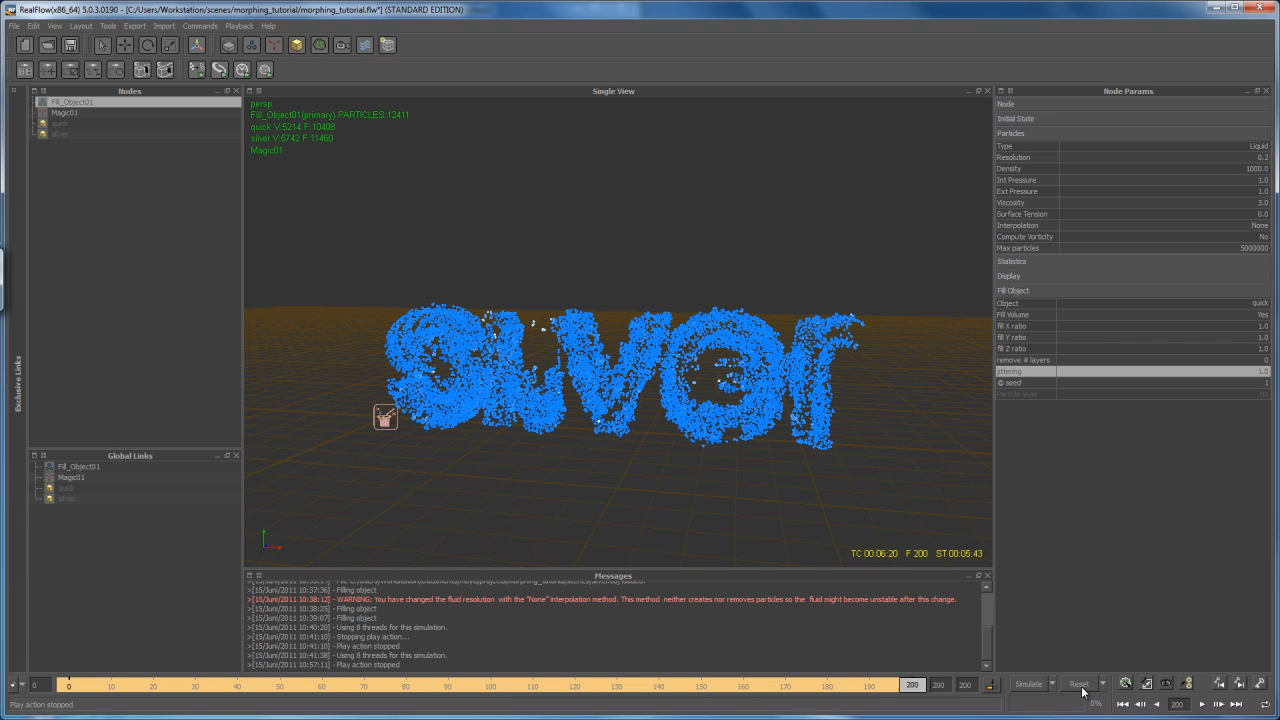 RealFlow(x86_64) 5.0.3.0190 - [C:/Users/Workstation/scenes/morphing_tutorial/morphing_tutorial.flw*] (STANDARD EDITION)
File Edit View Layout Tools Export Import Commands Playback Help
Nodes
Fill_Object01
Magic01
quick
silver
Exclusive Links
Global Links
Fill_Object01
Magic01
quick
silver
Single View
persp
Fill_Object01(primary) PARTICLES:12411
quick V:5214 F:10408
silver V:5742 F:11460
Magic01
silver
TC 00:06:20 F 200 ST 00:05:43
Messages
>[15/Juni/2011 10:37:36] - Filling object
>[15/Juni/2011 10:38:12] - WARNING: You have changed the fluid resolution with the "None" interpolation method. This method neither creates nor removes particles so the fluid might become unstable after this change.
>[15/Juni/2011 10:38:25] - Filling object
>[15/Juni/2011 10:39:07] - Filling object
>[15/Juni/2011 10:40:20] - Using 8 threads for this simulation.
>[15/Juni/2011 10:41:10] - Stopping play action...
>[15/Juni/2011 10:41:10] - Play action stopped
>[15/Juni/2011 10:41:38] - Using 8 threads for this simulation.
>[15/Juni/2011 10:57:11] - Play action stopped
Node Params
Node
Initial State
Particles
Type Liquid
Resolution 0.2
Density 1000.0
Int Pressure 1.0
Ext Pressure 1.0
Viscosity 3.0
Surface Tension 0.0
Interpolation None
Compute Vorticity No
Max particles 5000000
Statistics
Display
Fill Object
Object quick
Fill Volume Yes
fill X ratio 1.0
fill Y ratio 1.0
fill Z ratio 1.0
remove # layers 0
jittering 1.0
@ seed 1
Particle layer No
0 0 10 20 30 40 50 60 70 80 90 100 110 120 130 140 150 160 170 180 190 200 200 200
Simulate Reset
Play action stopped
0% 200